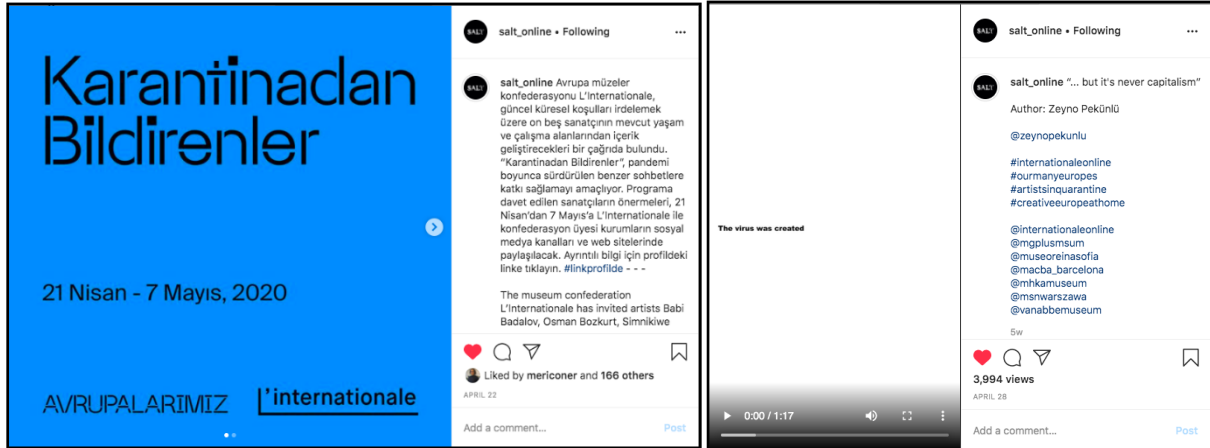 Karantinadan
Bildirenler
21 Nisan - 7 Mayıs, 2020
AVRUPALARIMIZ
L'internationale
SALT
salt_online • Following
SALT
salt_online Avrupa müzeler
konfederasyonu L'Internationale,
güncel küresel koşulları irdelemek
üzere on beş sanatçının mevcut yaşam
ve çalışma alanlarından içerik
geliştirecekleri bir çağrıda bulundu.
"Karantinadan Bildirenler", pandemi
boyunca sürdürülen benzer sohbetlere
katkı sağlamayı amaçlıyor. Programa
davet edilen sanatçıların önermeleri, 21
Nisan'dan 7 Mayıs'a L'Internationale ile
konfederasyon üyesi kurumların sosyal
medya kanalları ve web sitelerinde
paylaşılacak. Ayrıntılı bilgi için profildeki
linke tıklayın. #linkprofilde - - -
The museum confederation
L'Internationale has invited artists Babi
Badalov, Osman Bozkurt, Simnikiwe
Liked by mericoner and 166 others
APRIL 22
Add a comment...
Post
The virus was created
0:00 / 1:17
SALT
salt_online • Following
SALT
salt_online "... but it's never capitalism"
Author: Zeyno Pekünlü
@zeynopekunlu
#internationaleonline
#ourmanyeuropes
#artistsinquarantine
#creativeeuropeathome
@internationaleonline
@mgplusmsum
@museoreinasofia
@macba_barcelona
@mhkamuseum
@msnwarszawa
@vanabbemuseum
5w
3,994 views
APRIL 28
Add a comment...
Post